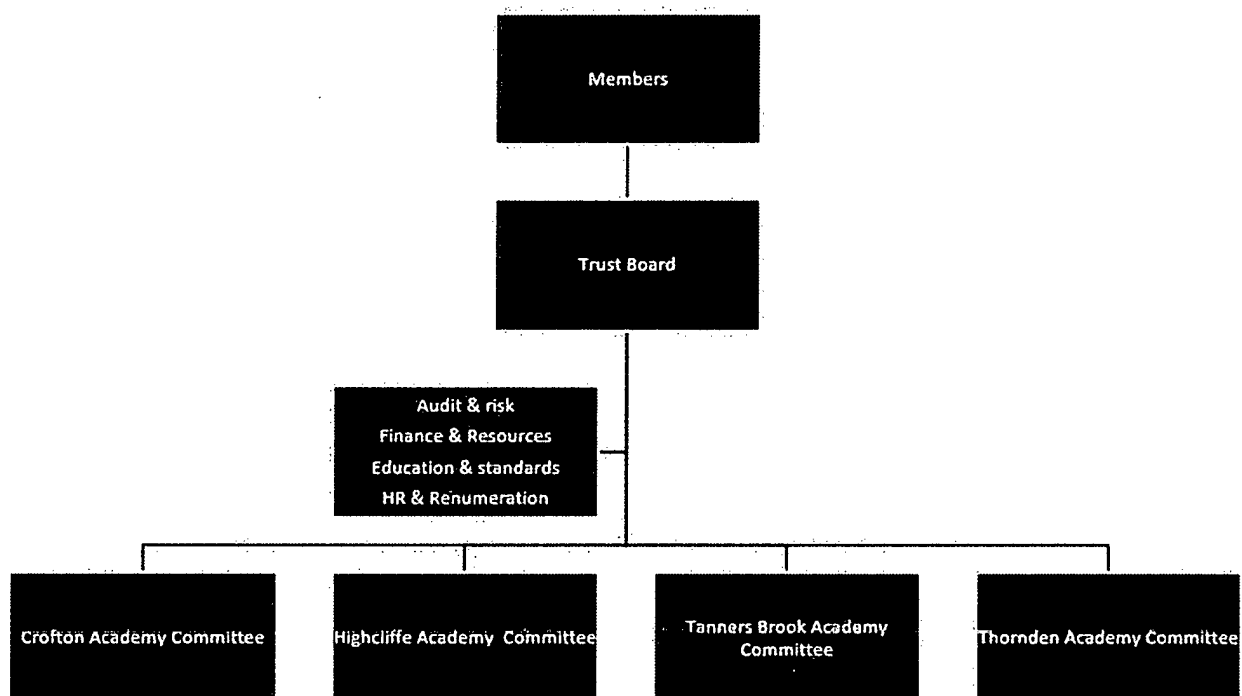 Members
Trust Board
Audit & risk
Finance & Resources
Education & standards
HR & Renumeration
Crofton Academy Committee
Highcliffe Academy Committee
Tanners Brook Academy
Committee
Thornden Academy Committee